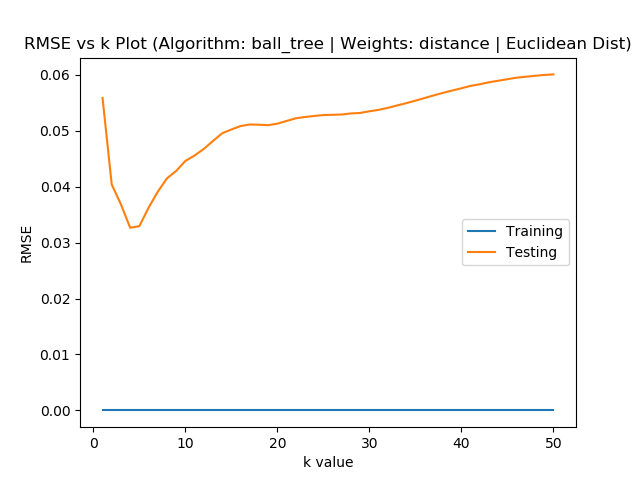 RMSE vs k Plot (Algorithm: ball_tree | Weights: distance | Euclidean Dist)
0.06
0.05
0.04
0.03
0.02
0.01
0.00
RMSE
Training
Testing
0 10 20 30 40 50
k value